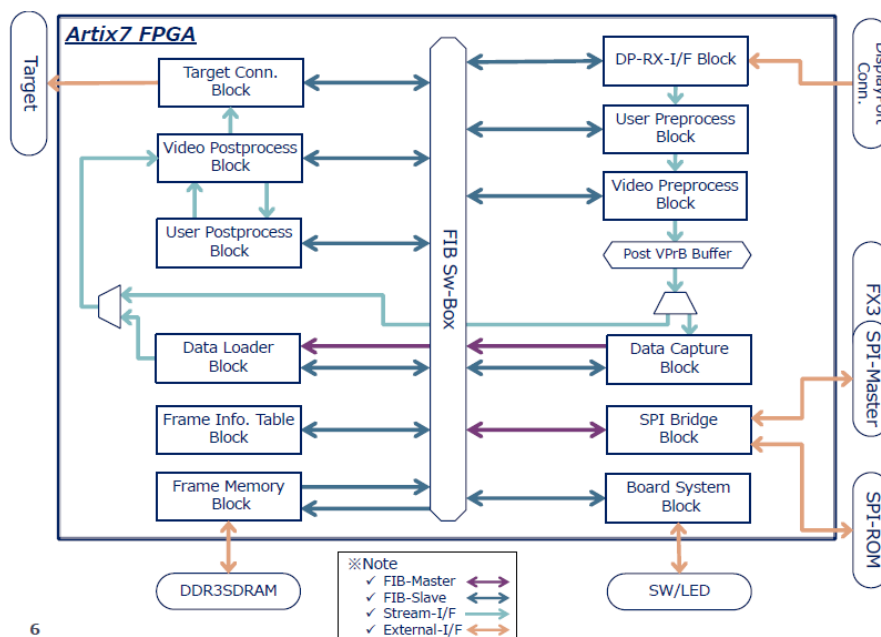 Artix7 FPGA
Target
Target Conn.
Block
Video Postprocess
Block
User Postprocess
Block
Data Loader
Block
Frame Info. Table
Block
Frame Memory
Block
FIB Sw-Box
DP-RX-I/F Block
User Preprocess
Block
Video Preprocess
Block
Post VPrB Buffer
Data Capture
Block
SPI Bridge
Block
Board System
Block
DisplayPort
Conn.
FX3 (SPI-Master)
SPI-ROM
DDR3SDRAM
SW/LED
※Note
✓ FIB-Master
✓ FIB-Slave
✓ Stream-I/F
✓ External-I/F
6